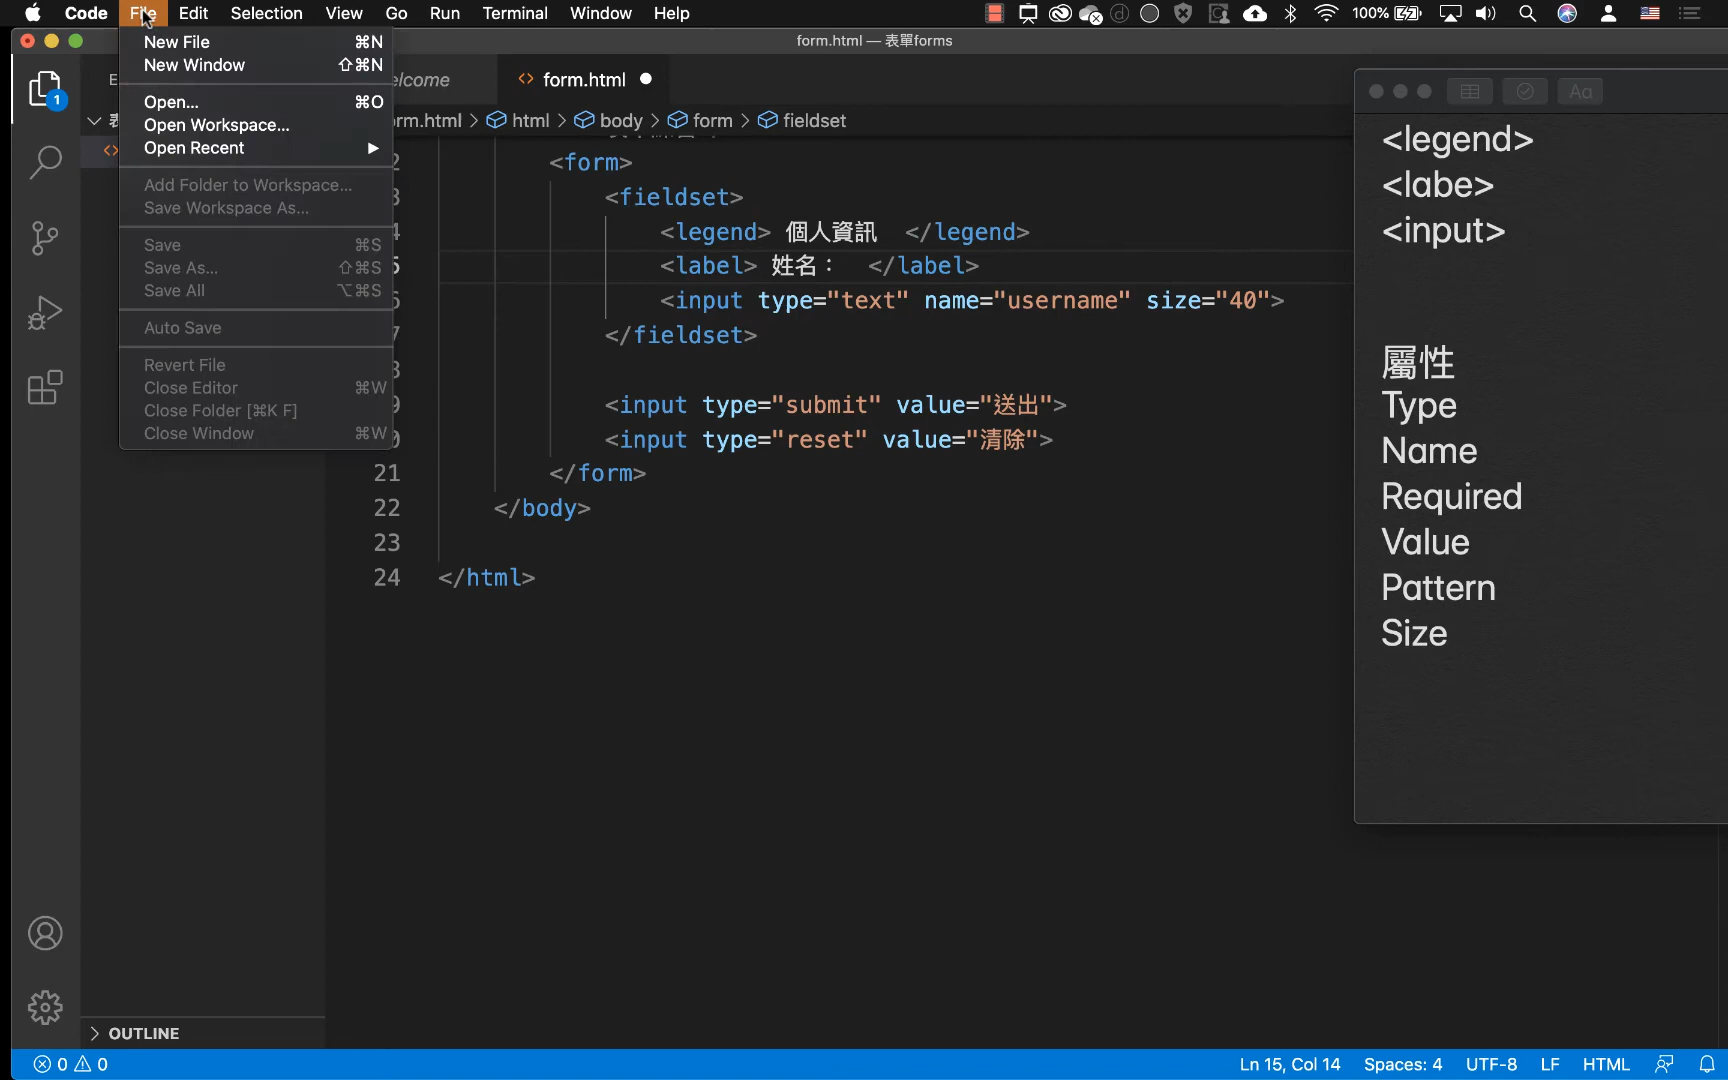 Code File Edit Selection View Go Run Terminal Window Help 100%
form.html — 表單forms
New File ⌘N
New Window ⇧⌘N
Open... ⌘O
Open Workspace...
Open Recent
Add Folder to Workspace...
Save Workspace As...
Save ⌘S
Save As... ⇧⌘S
Save All ⌥⌘S
Auto Save
Revert File
Close Editor ⌘W
Close Folder [⌘K F]
Close Window ⌘W
1
form.html
html > body > form > fieldset
<form>
<fieldset>
<legend> 個人資訊 </legend>
<label> 姓名： </label>
<input type="text" name="username" size="40">
</fieldset>
<input type="submit" value="送出">
<input type="reset" value="清除">
21 </form>
22 </body>
23
24 </html>
Aa
<legend>
<labe>
<input>
屬性
Type
Name
Required
Value
Pattern
Size
OUTLINE
0 0
Ln 15, Col 14 Spaces: 4 UTF-8 LF HTML